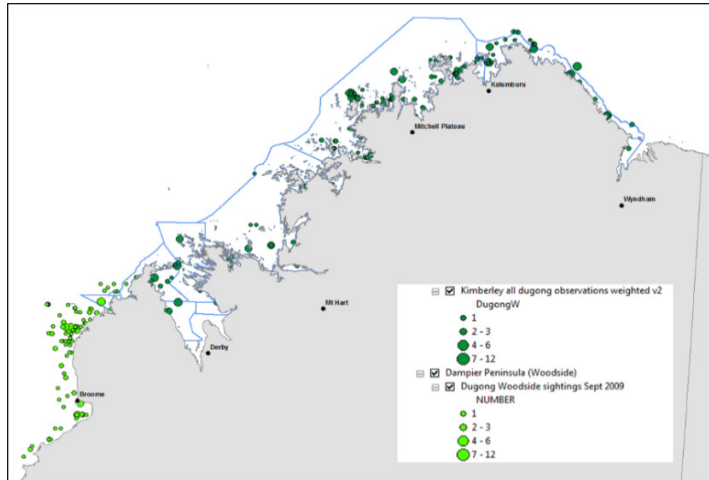 Kalumburu
Mitchell Plateau
Wyndham
Mt Hart
Derby
Broome
Kimberley all dugong observations weighted v2
DugongW
1
2 - 3
4 - 6
7 - 12
Dampier Peninsula (Woodside)
Dugong Woodside sightings Sept 2009
NUMBER
1
2 - 3
4 - 6
7 - 12